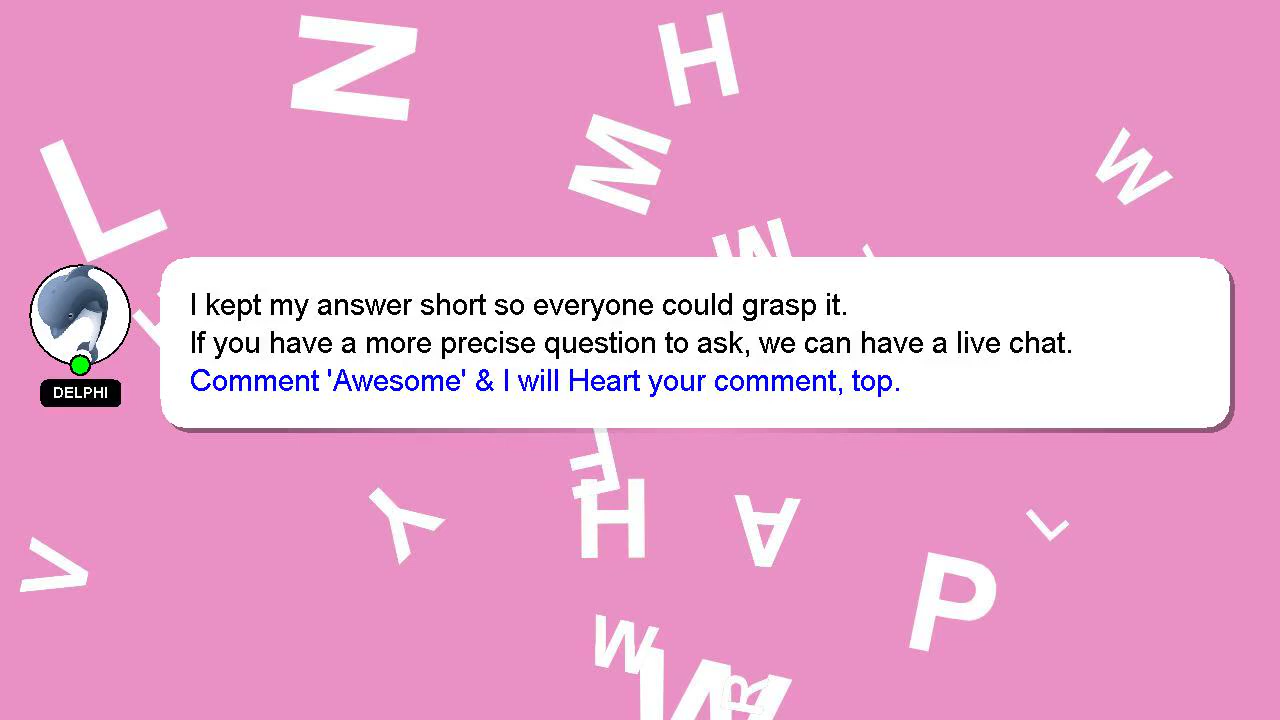 Z
H
M
W
L
W
I kept my answer short so everyone could grasp it.
If you have a more precise question to ask, we can have a live chat.
Comment 'Awesome' & I will Heart your comment, top.
DELPHI
F
H
A
Y
L
V
P
W
W
R